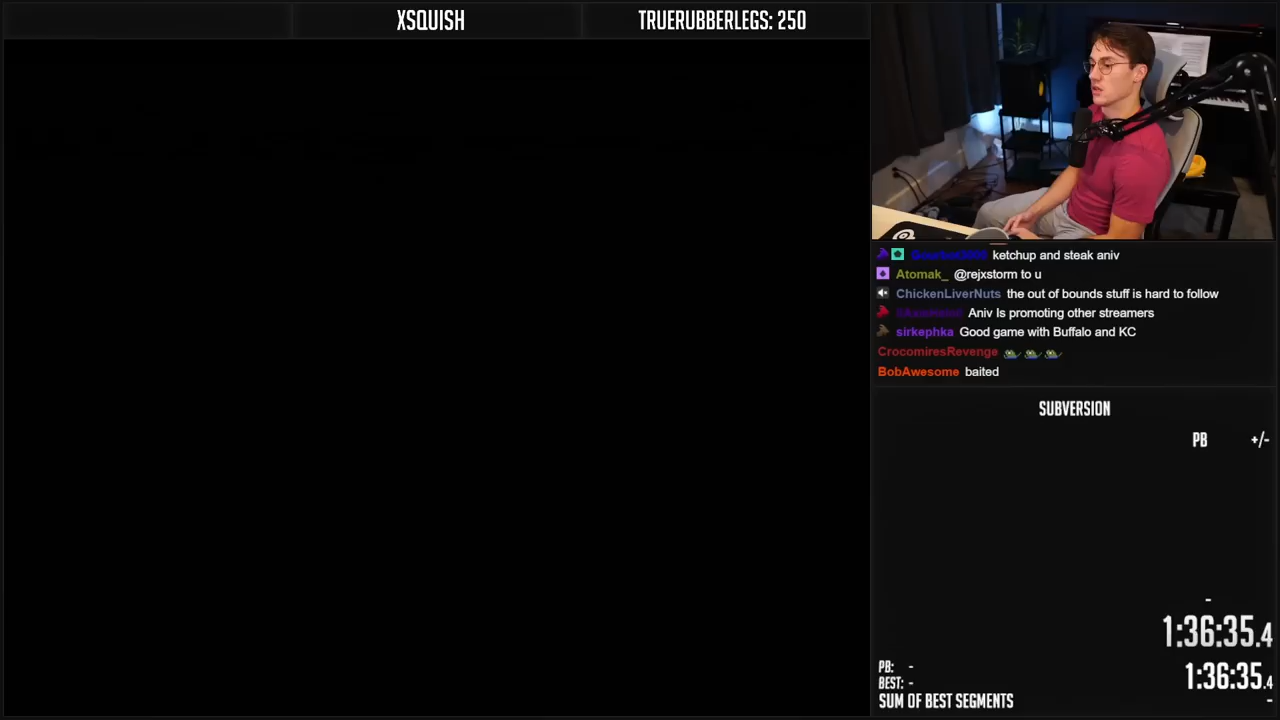 XSQUISH
TRUERUBBERLEGS: 250
ketchup and steak aniv
Atomak_ @rejxstorm to u
ChickenLiverNuts the out of bounds stuff is hard to follow
Aniv Is promoting other streamers
sirkephka Good game with Buffalo and KC
CrocomiresRevenge
BobAwesome baited
SUBVERSION
PB +/-
-
1:36:35.4
PB: - 1:36:35.4
BEST: -
SUM OF BEST SEGMENTS -